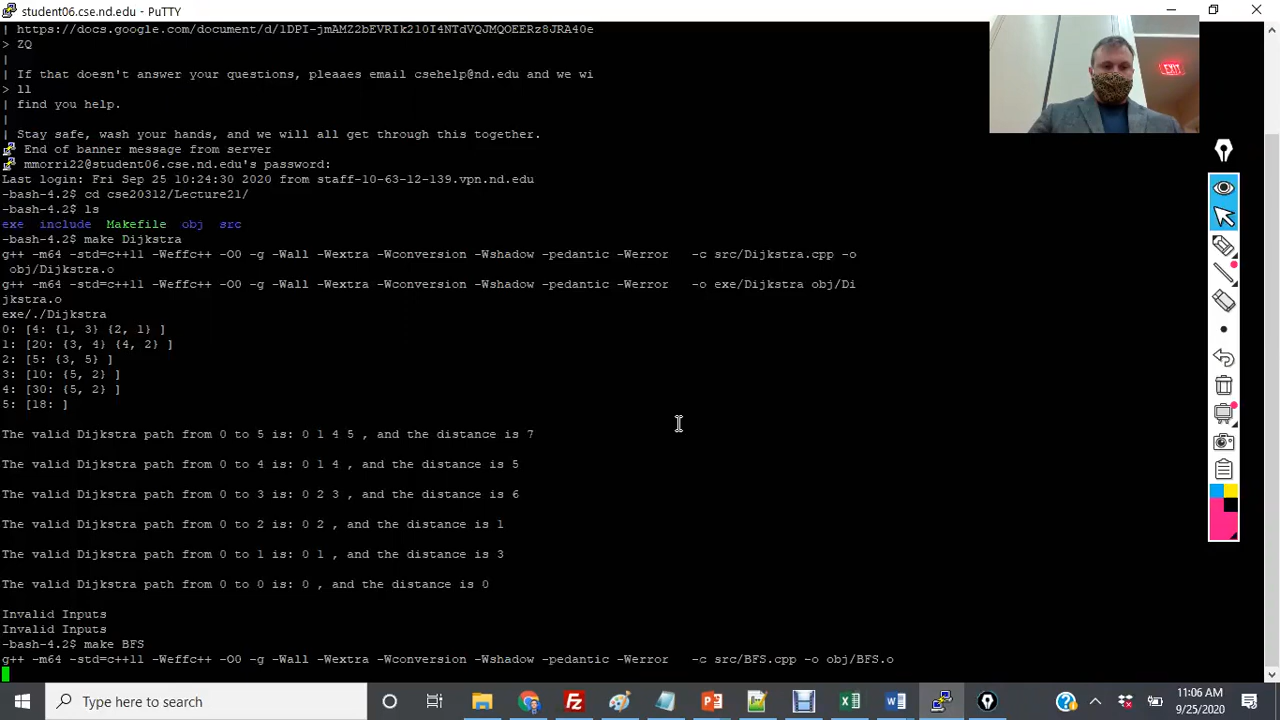 student06.cse.nd.edu - PuTTY
| https://docs.google.com/document/d/1DPI-jmAMZ2bEVRIk210I4NTdVQJMQOEERz8JRA40e
> ZQ
|
| If that doesn't answer your questions, pleaaes email csehelp@nd.edu and we wi
> ll
| find you help.
|
| Stay safe, wash your hands, and we will all get through this together.
End of banner message from server
mmorri22@student06.cse.nd.edu's password:
Last login: Fri Sep 25 10:24:30 2020 from staff-10-63-12-139.vpn.nd.edu
-bash-4.2$ cd cse20312/Lecture21/
-bash-4.2$ ls
exe include Makefile obj src
-bash-4.2$ make Dijkstra
g++ -m64 -std=c++11 -Weffc++ -O0 -g -Wall -Wextra -Wconversion -Wshadow -pedantic -Werror -c src/Dijkstra.cpp -o
obj/Dijkstra.o
g++ -m64 -std=c++11 -Weffc++ -O0 -g -Wall -Wextra -Wconversion -Wshadow -pedantic -Werror -o exe/Dijkstra obj/Di
jkstra.o
exe/./Dijkstra
0: [4: {1, 3} {2, 1} ]
1: [20: {3, 4} {4, 2} ]
2: [5: {3, 5} ]
3: [10: {5, 2} ]
4: [30: {5, 2} ]
5: [18: ]
The valid Dijkstra path from 0 to 5 is: 0 1 4 5 , and the distance is 7
The valid Dijkstra path from 0 to 4 is: 0 1 4 , and the distance is 5
The valid Dijkstra path from 0 to 3 is: 0 2 3 , and the distance is 6
The valid Dijkstra path from 0 to 2 is: 0 2 , and the distance is 1
The valid Dijkstra path from 0 to 1 is: 0 1 , and the distance is 3
The valid Dijkstra path from 0 to 0 is: 0 , and the distance is 0
Invalid Inputs
Invalid Inputs
-bash-4.2$ make BFS
g++ -m64 -std=c++11 -Weffc++ -O0 -g -Wall -Wextra -Wconversion -Wshadow -pedantic -Werror -c src/BFS.cpp -o obj/BFS.o
EXIT
Type here to search
11:06 AM
9/25/2020